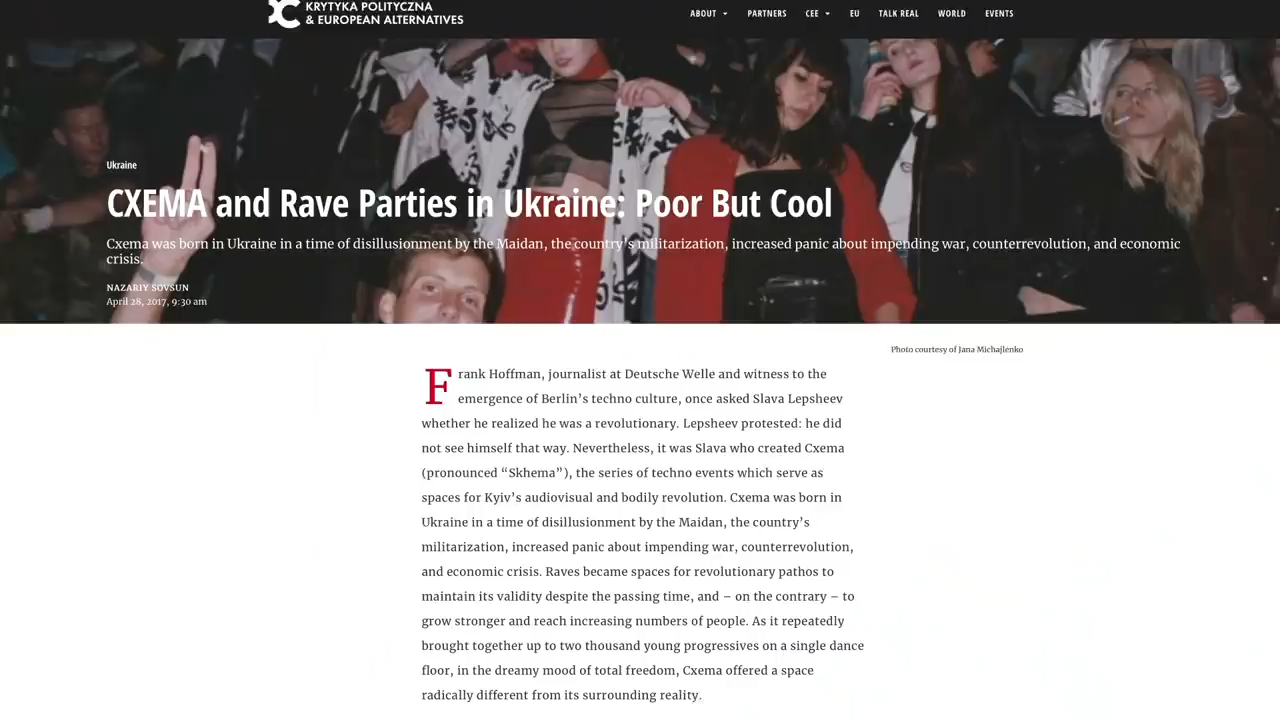 KRYTYKA POLITYCZNA
& EUROPEAN ALTERNATIVES
ABOUT PARTNERS CEE EU TALK REAL WORLD EVENTS
Ukraine
CXEMA and Rave Parties in Ukraine: Poor But Cool
Cxema was born in Ukraine in a time of disillusionment by the Maidan, the country's militarization, increased panic about impending war, counterrevolution, and economic
crisis.
NAZARIY SOVSUN
April 28, 2017, 9:30 am
Photo courtesy of Jana Michajlenko
Frank Hoffman, journalist at Deutsche Welle and witness to the
emergence of Berlin's techno culture, once asked Slava Lepsheev
whether he realized he was a revolutionary. Lepsheev protested: he did
not see himself that way. Nevertheless, it was Slava who created Cxema
(pronounced “Skhema”), the series of techno events which serve as
spaces for Kyiv's audiovisual and bodily revolution. Cxema was born in
Ukraine in a time of disillusionment by the Maidan, the country's
militarization, increased panic about impending war, counterrevolution,
and economic crisis. Raves became spaces for revolutionary pathos to
maintain its validity despite the passing time, and – on the contrary – to
grow stronger and reach increasing numbers of people. As it repeatedly
brought together up to two thousand young progressives on a single dance
floor, in the dreamy mood of total freedom, Cxema offered a space
radically different from its surrounding reality.